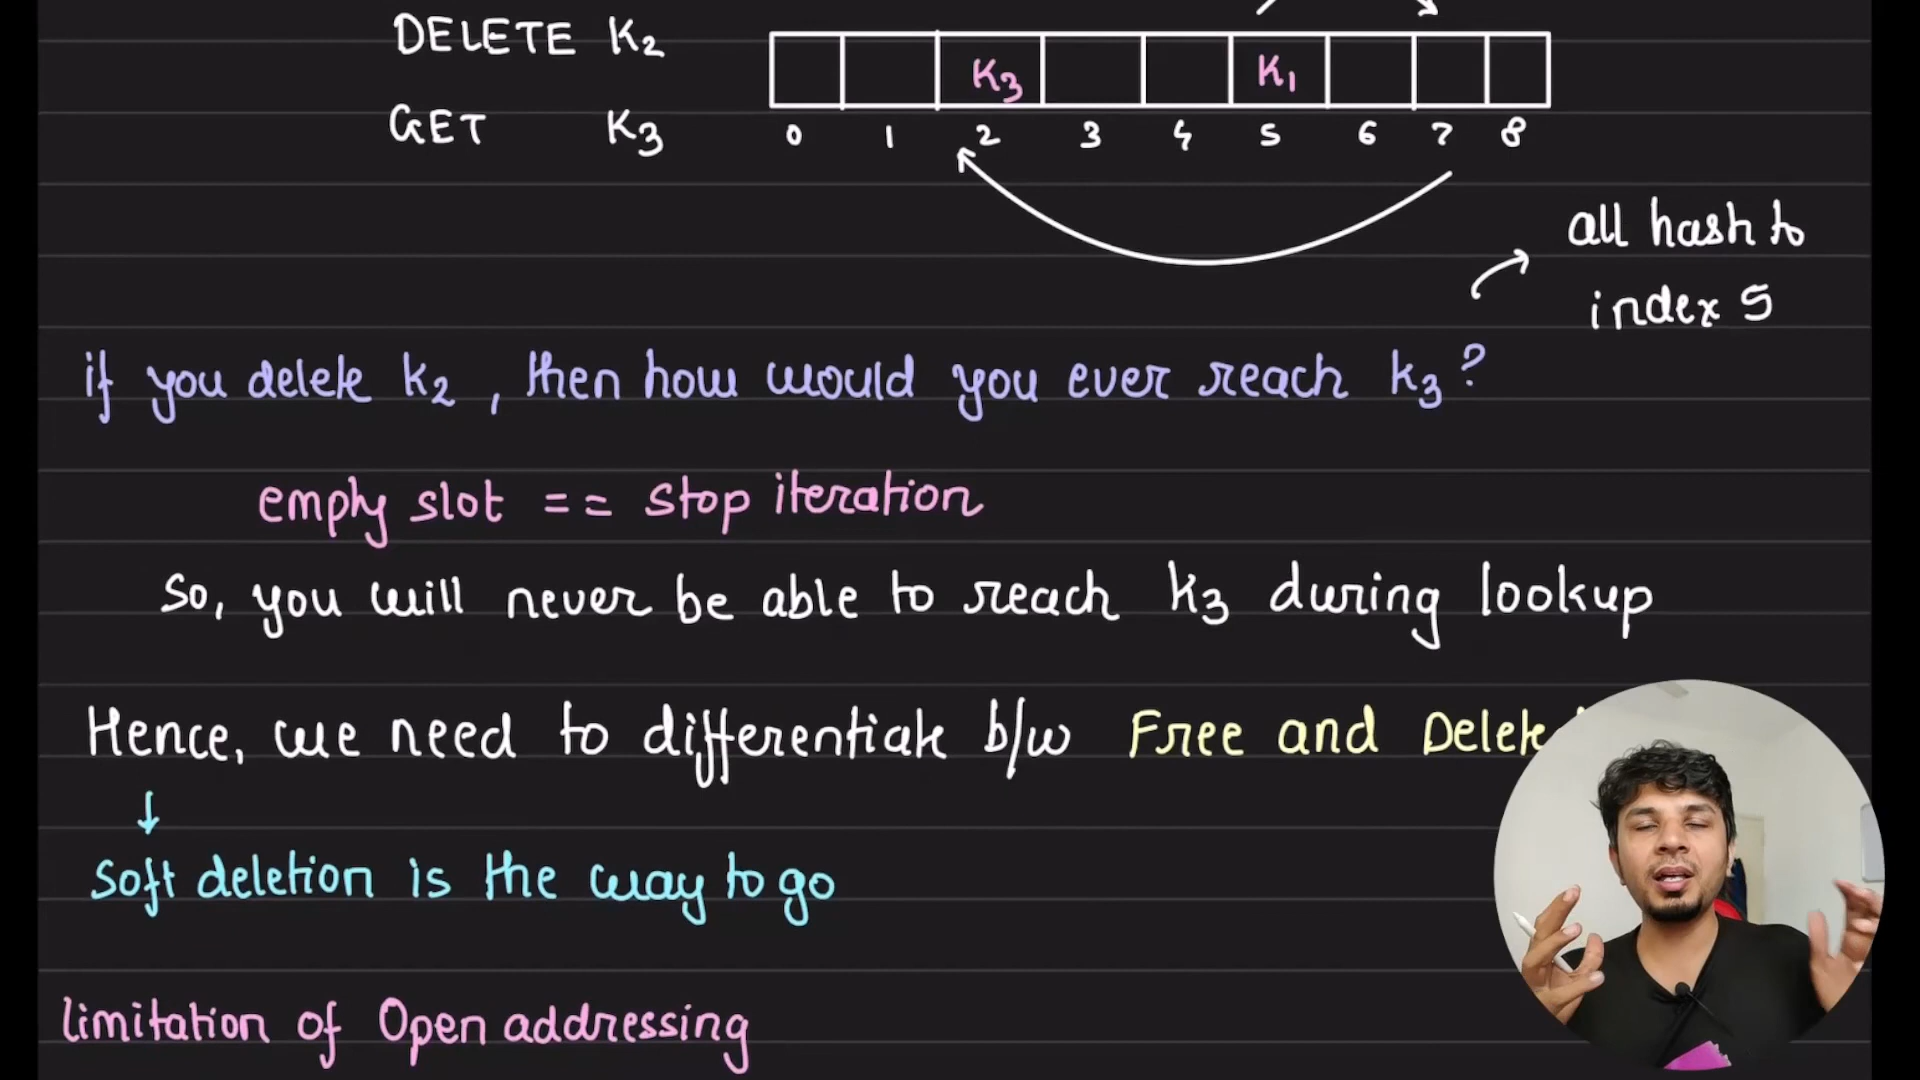 DELETE K2
K3 K1
GET K3
0 1 2 3 4 5 6 7 8
all hash to
index 5
if you delete k2, then how would you ever reach k3?
empty slot == stop iteration
So, you will never be able to reach k3 during lookup
Hence, we need to differentiate b/w Free and Delete
↓
soft deletion is the way to go
limitation of Open addressing